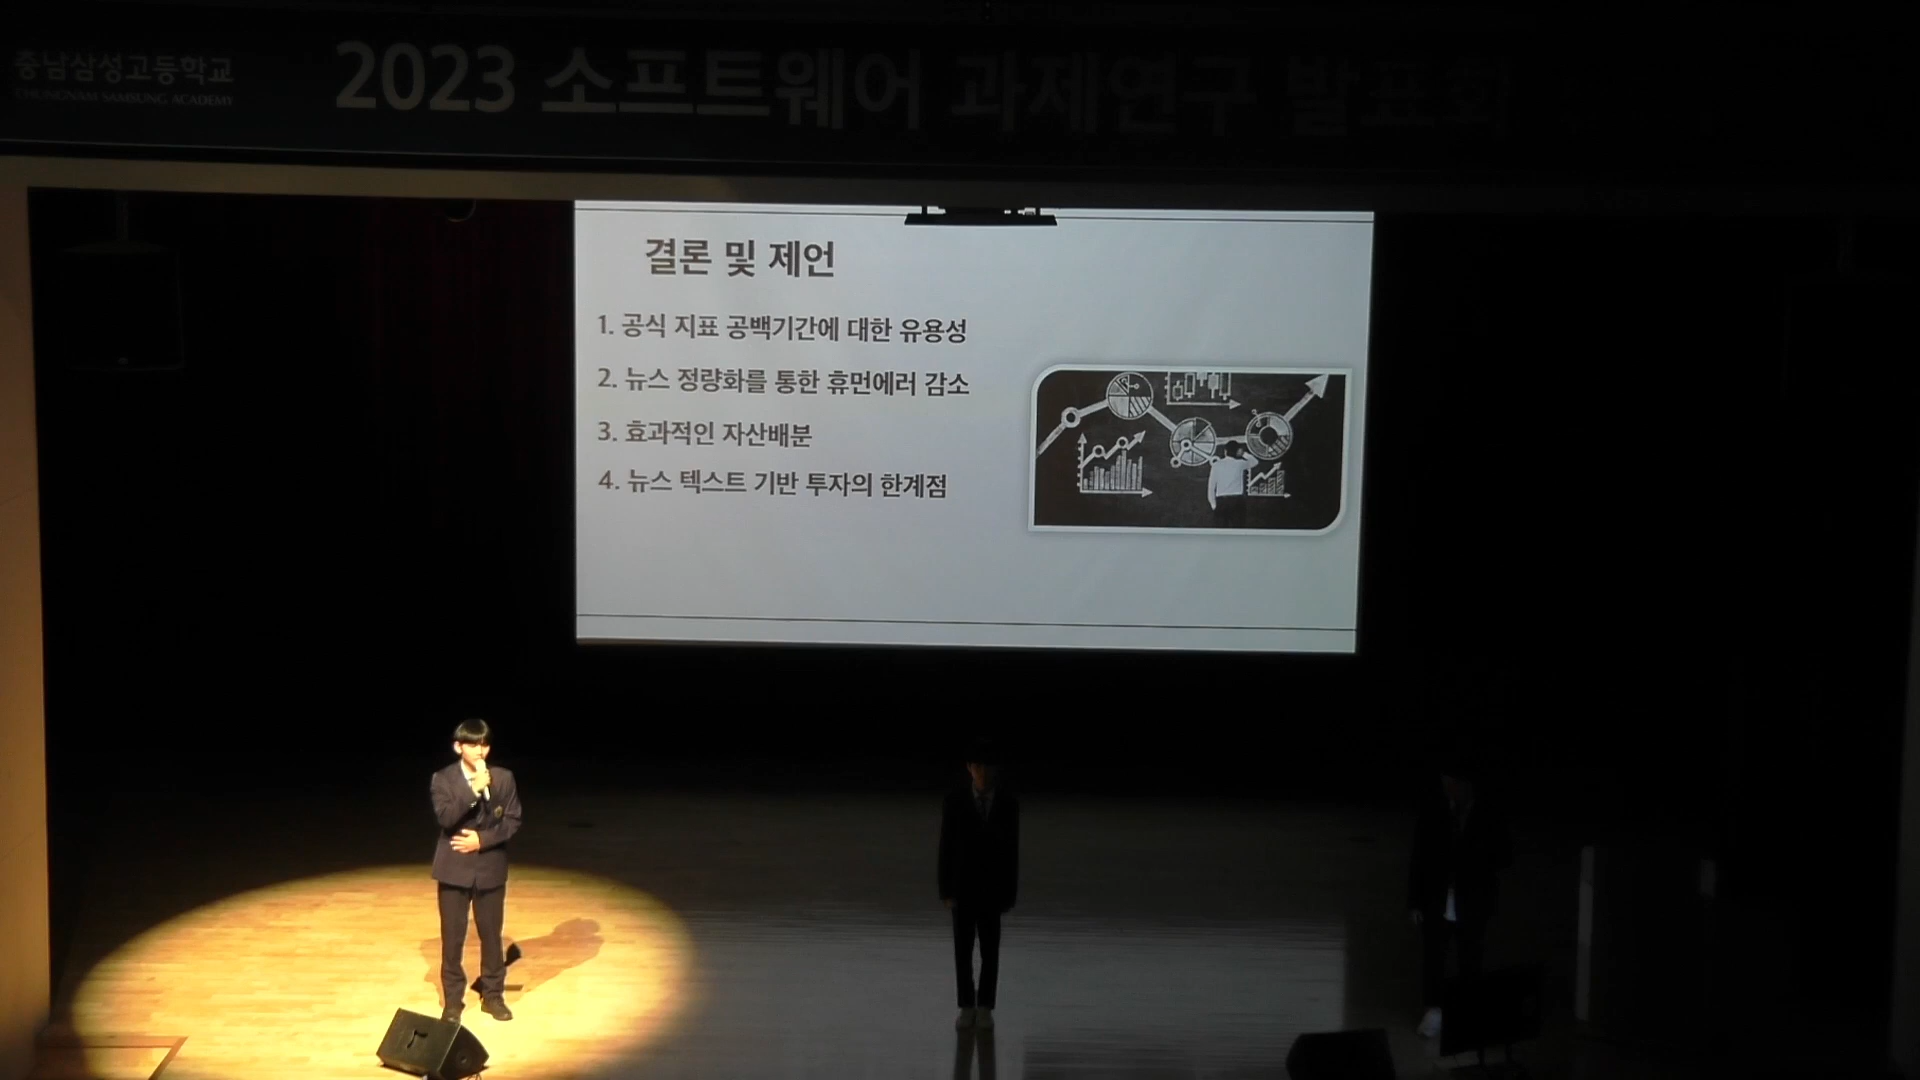 충남삼성고등학교
CHUNGNAM SAMSUNG ACADEMY
2023 소프트웨어 과제연구 발표회
결론 및 제언
1. 공식 지표 공백기간에 대한 유용성
2. 뉴스 정량화를 통한 휴먼에러 감소
3. 효과적인 자산배분
4. 뉴스 텍스트 기반 투자의 한계점